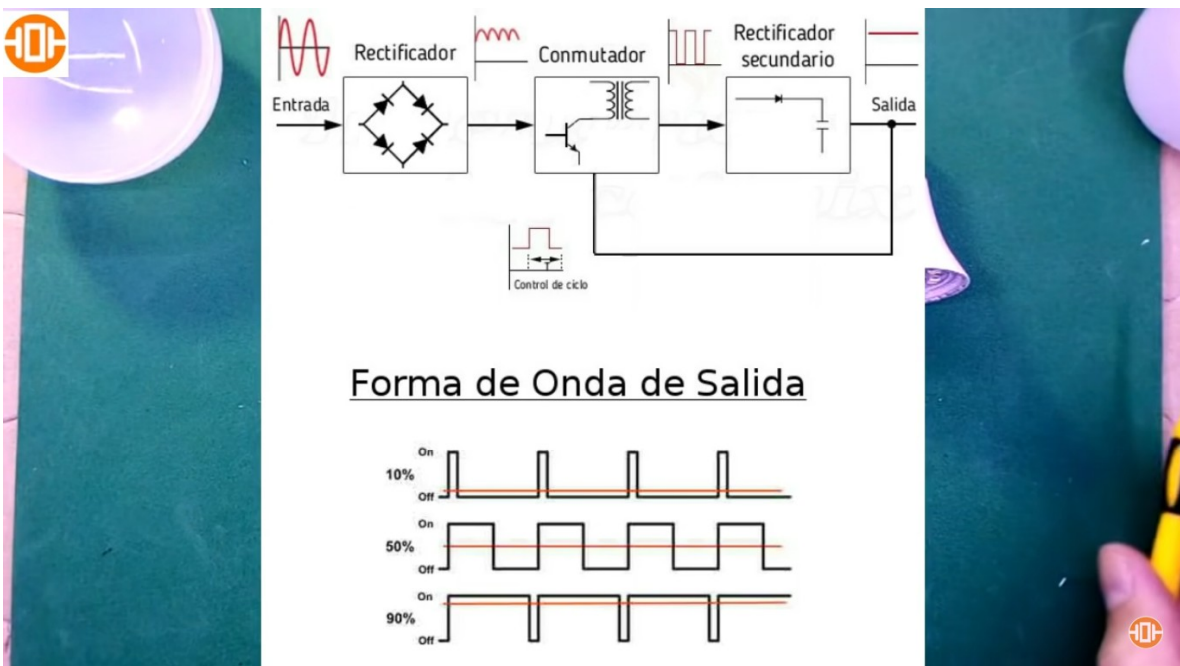 Rectificador
Conmutador
Rectificador
secundario
Entrada
Salida
T
Control de ciclo
Forma de Onda de Salida
On
10%
Off
On
50%
Off
On
90%
Off